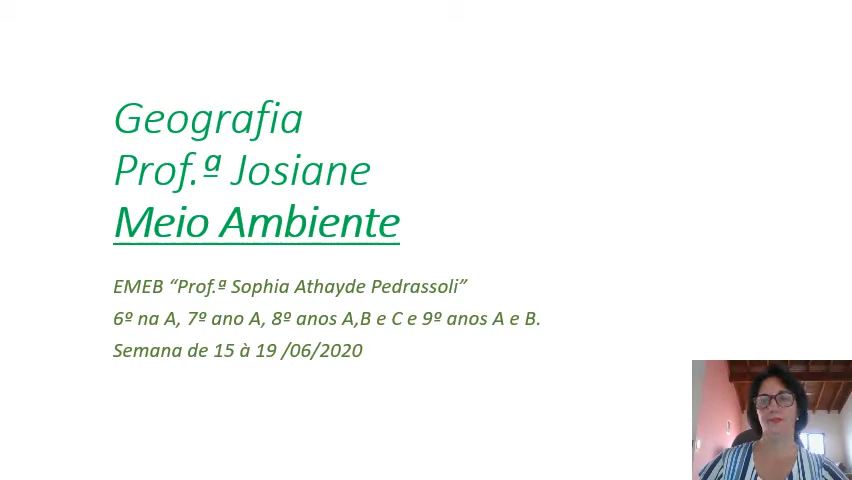 Geografia
Prof.ª Josiane
Meio Ambiente
EMEB “Prof.ª Sophia Athayde Pedrassoli”
6º na A, 7º ano A, 8º anos A,B e C e 9º anos A e B.
Semana de 15 à 19 /06/2020